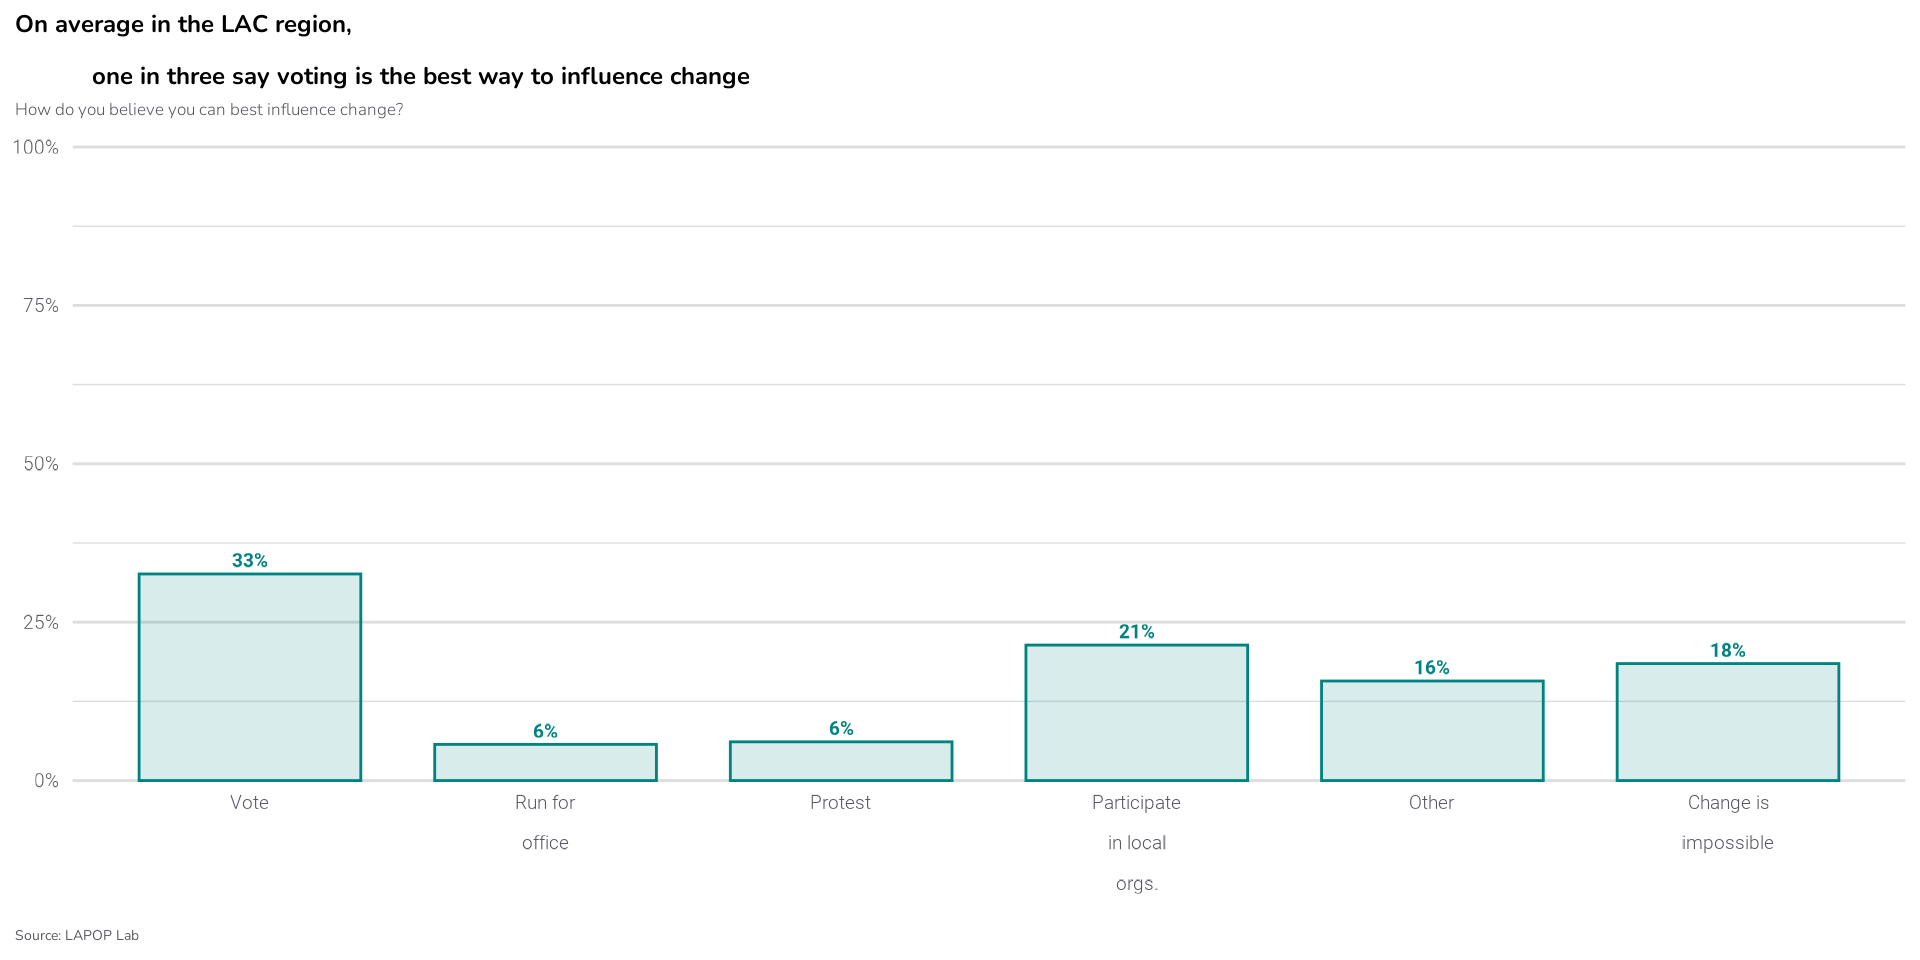 On average in the LAC region,
one in three say voting is the best way to influence change
How do you believe you can best influence change?
100%
75%
50%
25%
0%
33%
6%
6%
21%
16%
18%
Vote
Run for
office
Protest
Participate
in local
orgs.
Other
Change is
impossible
Source: LAPOP Lab